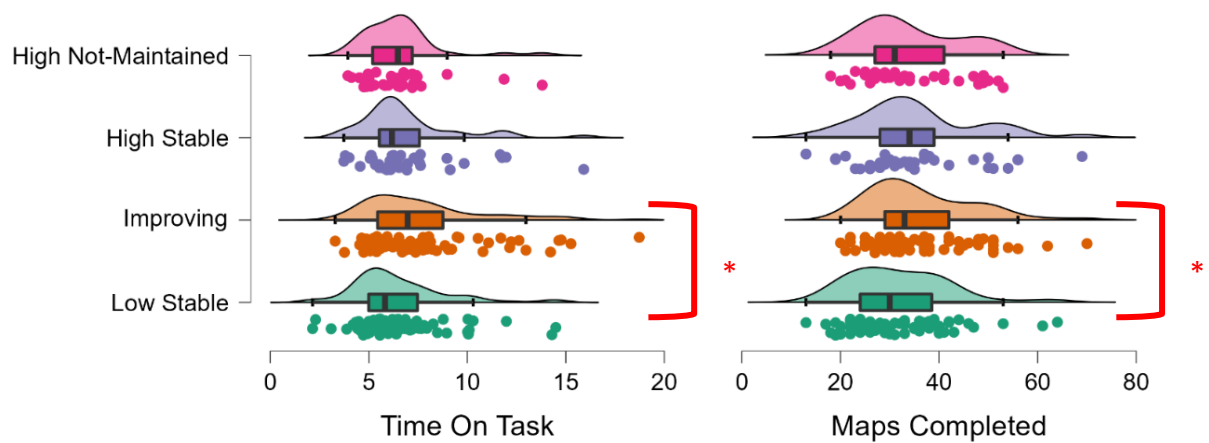 High Not-Maintained
High Stable
Improving
Low Stable
* *
0 5 10 15 20 0 20 40 60 80
Time On Task Maps Completed